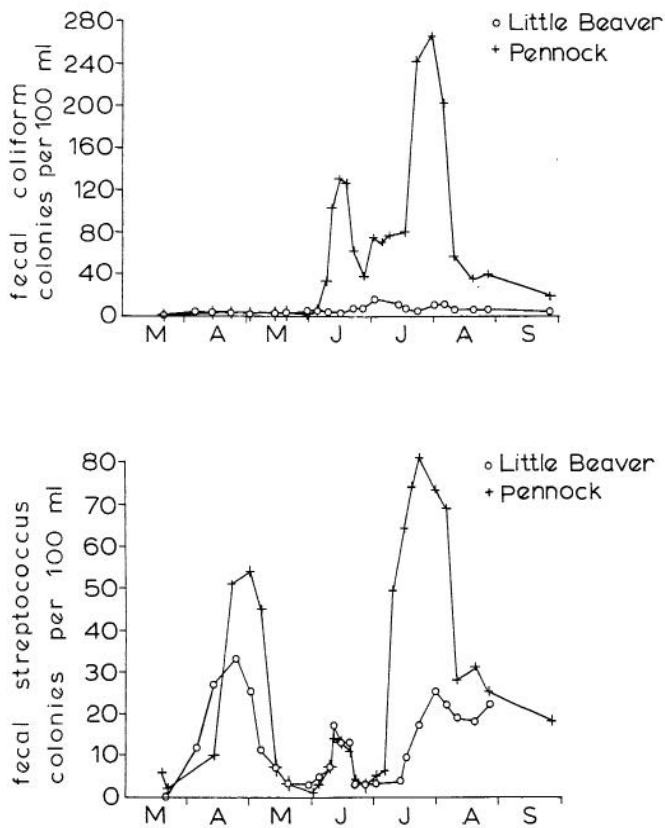 280
240
200
160
120
80
40
0
fecal coliform
colonies per 100 ml
○ Little Beaver
+ Pennock
M A M J J A S
80
70
60
50
40
30
20
10
0
fecal streptococcus
colonies per 100 ml
○ Little Beaver
+ Pennock
M A M J J A S